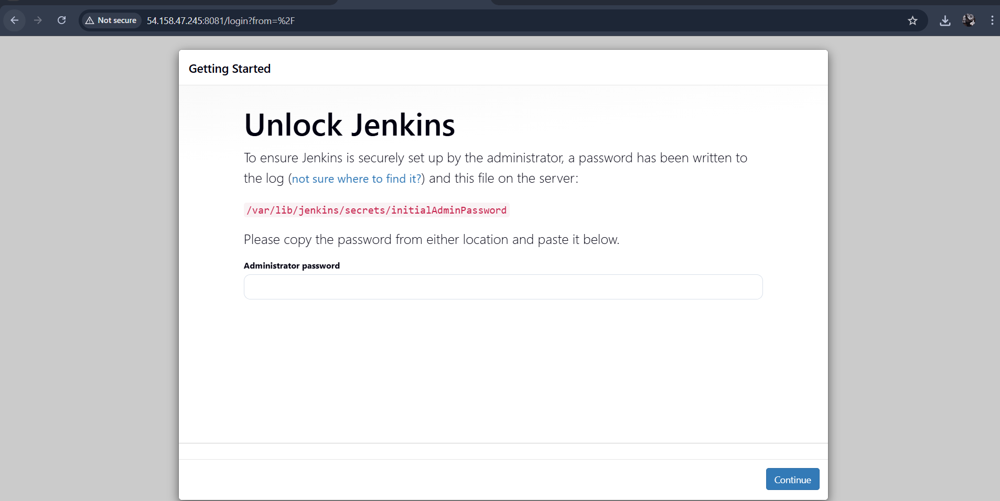 Not secure 54.158.47.245:8081/login?from=%2F
Getting Started
Unlock Jenkins
To ensure Jenkins is securely set up by the administrator, a password has been written to
the log (not sure where to find it?) and this file on the server:
/var/lib/jenkins/secrets/initialAdminPassword
Please copy the password from either location and paste it below.
Administrator password
Continue